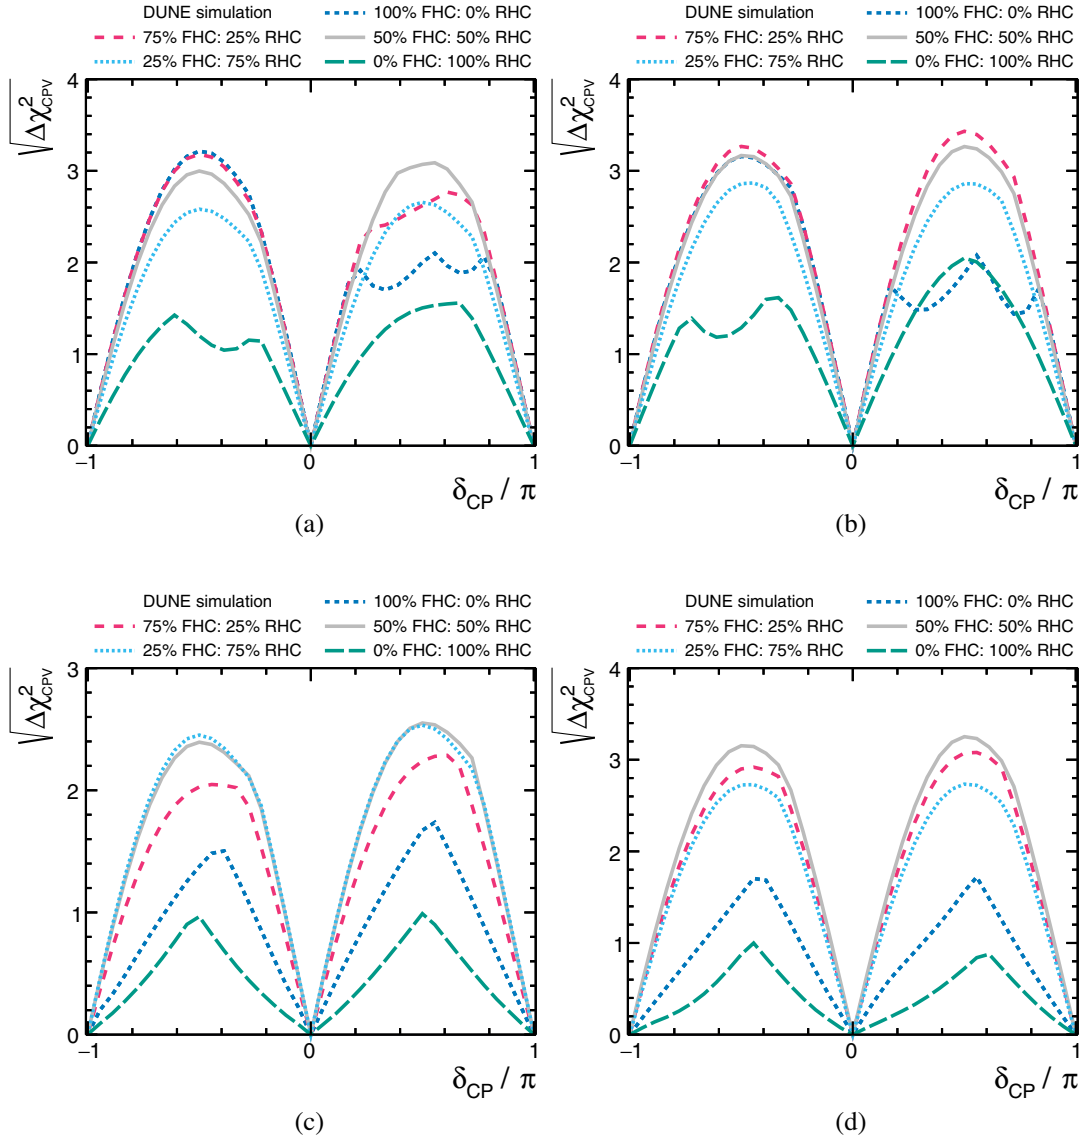 DUNE simulation 100% FHC: 0% RHC
75% FHC: 25% RHC 50% FHC: 50% RHC
25% FHC: 75% RHC 0% FHC: 100% RHC
√Δχ²CPV
4
3
2
1
0
−1 0 1
δCP / π
(a)
DUNE simulation 100% FHC: 0% RHC
75% FHC: 25% RHC 50% FHC: 50% RHC
25% FHC: 75% RHC 0% FHC: 100% RHC
√Δχ²CPV
4
3
2
1
0
−1 0 1
δCP / π
(b)
DUNE simulation 100% FHC: 0% RHC
75% FHC: 25% RHC 50% FHC: 50% RHC
25% FHC: 75% RHC 0% FHC: 100% RHC
√Δχ²CPV
3
2
1
0
−1 0 1
δCP / π
(c)
DUNE simulation 100% FHC: 0% RHC
75% FHC: 25% RHC 50% FHC: 50% RHC
25% FHC: 75% RHC 0% FHC: 100% RHC
√Δχ²CPV
4
3
2
1
0
−1 0 1
δCP / π
(d)